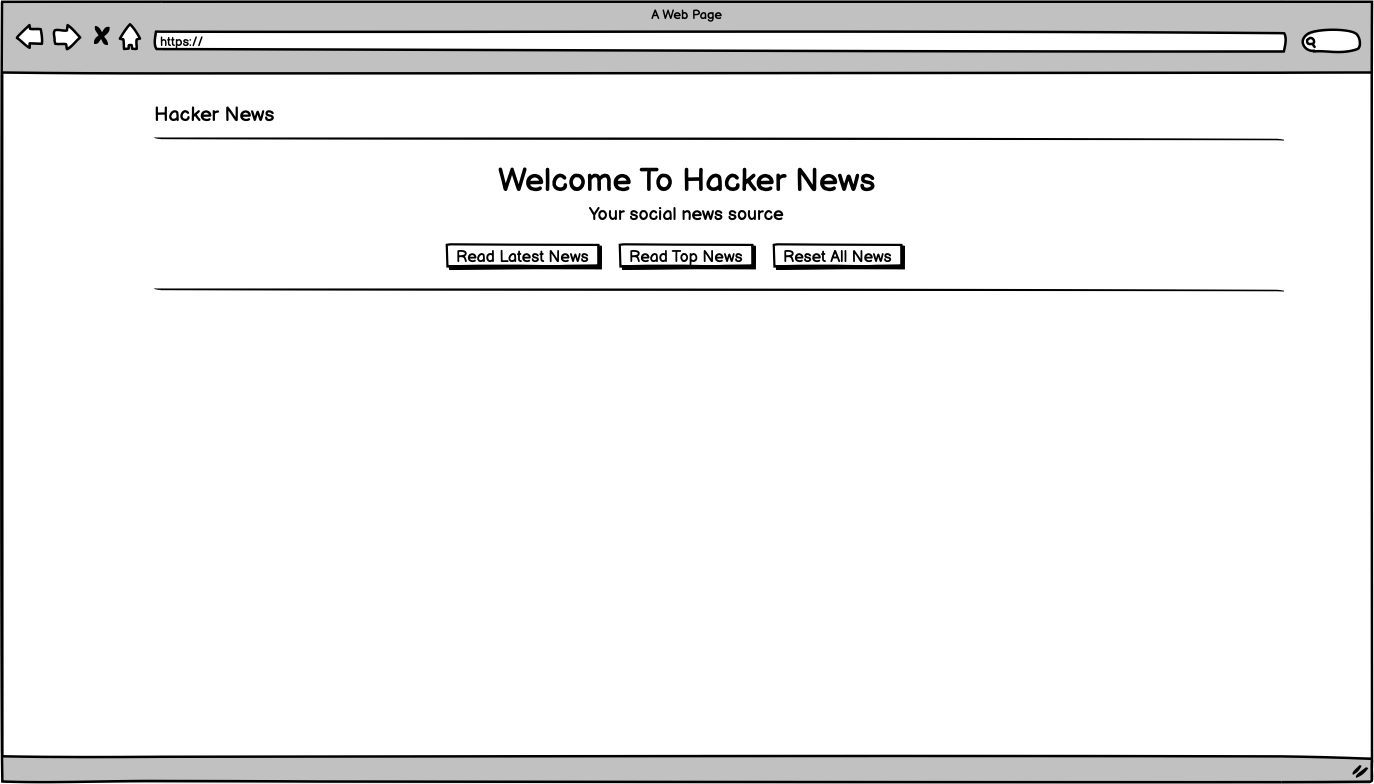 A Web Page
https://
Hacker News
Welcome To Hacker News
Your social news source
Read Latest News Read Top News Reset All News